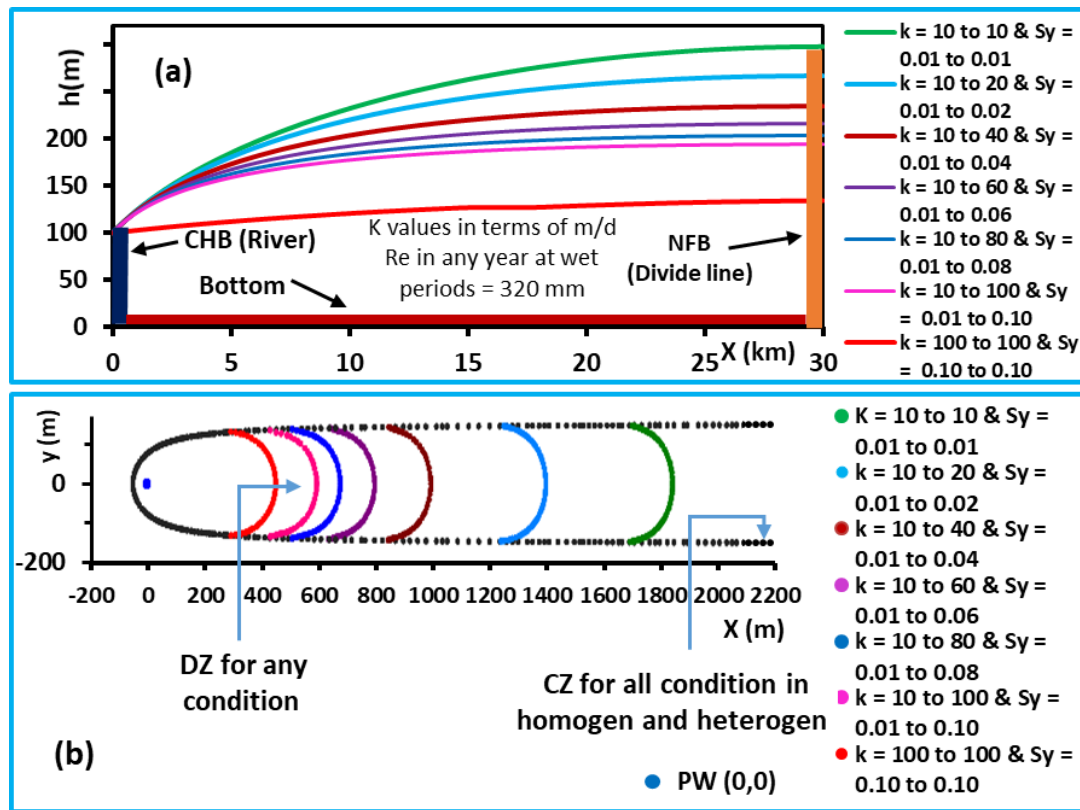 (a)
h(m)
200
150
100
50
0
0
5
10
15
20
25
30
X (km)
CHB (River)
Bottom
K values in terms of m/d
Re in any year at wet
periods = 320 mm
NFB
(Divide line)
k = 10 to 10 & Sy =
0.01 to 0.01
k = 10 to 20 & Sy =
0.01 to 0.02
k = 10 to 40 & Sy =
0.01 to 0.04
k = 10 to 60 & Sy =
0.01 to 0.06
k = 10 to 80 & Sy =
0.01 to 0.08
k = 10 to 100 & Sy
= 0.01 to 0.10
k = 100 to 100 & Sy
= 0.10 to 0.10
y (m)
0
-200
-200
0
200
400
600
800
1000
1200
1400
1600
1800
2000
2200
X (m)
DZ for any
condition
CZ for all condition in
homogen and heterogen
(b)
PW (0,0)
K = 10 to 10 & Sy =
0.01 to 0.01
k = 10 to 20 & Sy =
0.01 to 0.02
k = 10 to 40 & Sy =
0.01 to 0.04
k = 10 to 60 & Sy =
0.01 to 0.06
k = 10 to 80 & Sy =
0.01 to 0.08
k = 10 to 100 & Sy =
0.01 to 0.10
k = 100 to 100 & Sy =
0.10 to 0.10